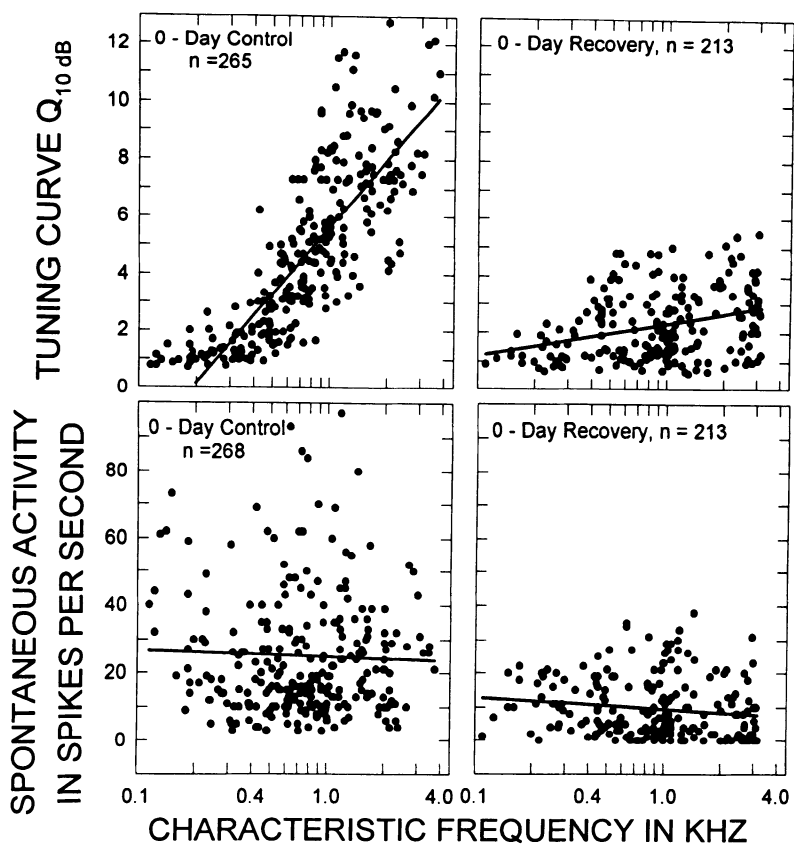 TUNING CURVE Q10 dB
12
10
8
6
4
2
0
0 - Day Control
n =265
0 - Day Recovery, n = 213
SPONTANEOUS ACTIVITY
IN SPIKES PER SECOND
80
60
40
20
0
0 - Day Control
n =268
0 - Day Recovery, n = 213
0.1 0.4 1.0 4.0
0.1 0.4 1.0 4.0
CHARACTERISTIC FREQUENCY IN KHZ